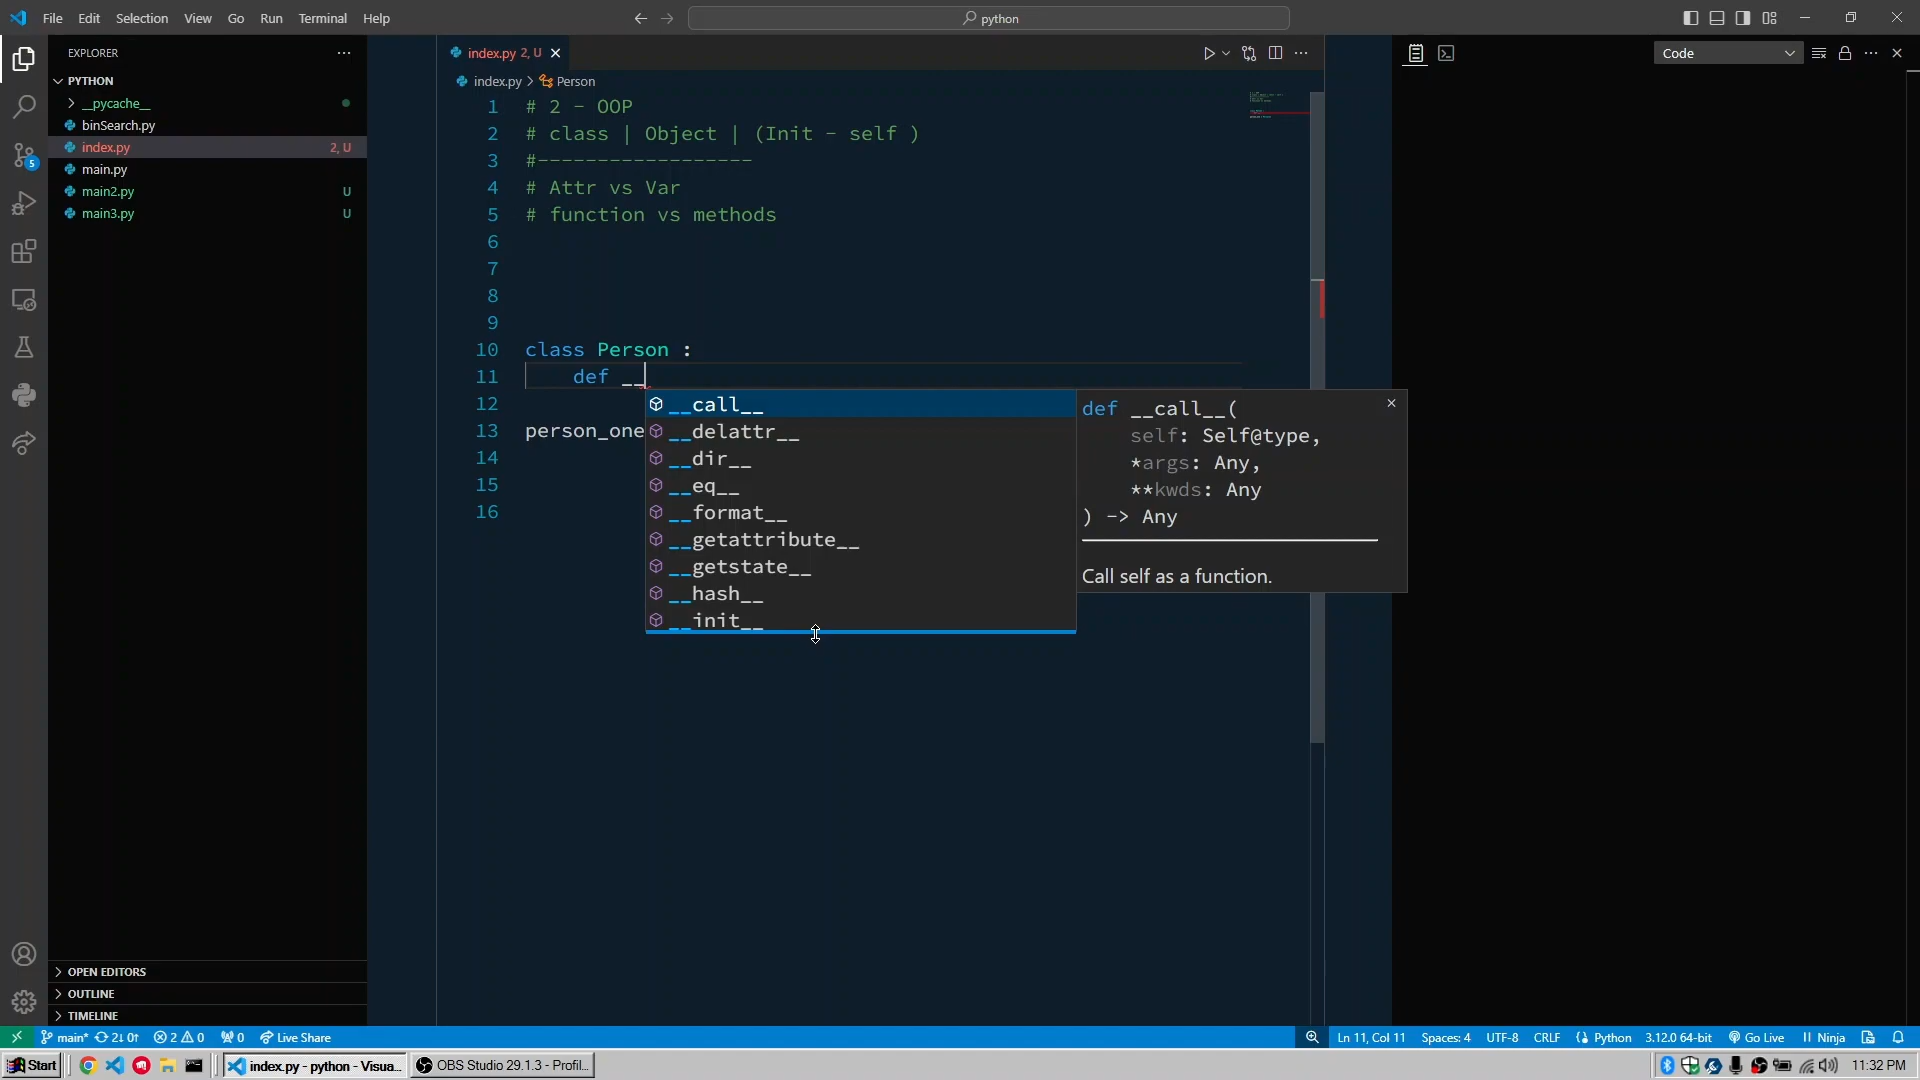 File Edit Selection View Go Run Terminal Help
python
EXPLORER
PYTHON
__pycache__
binSearch.py
index.py 2, U
main.py
main2.py U
main3.py U
5
OPEN EDITORS
OUTLINE
TIMELINE
index.py 2, U
index.py > Person
1 # 2 - OOP
2 # class | Object | (Init - self )
3 #------------------
4 # Attr vs Var
5 # function vs methods
6
7
8
9
10 class Person :
11 def __
12
13 person_one
14
15
16
__call__
__delattr__
__dir__
__eq__
__format__
__getattribute__
__getstate__
__hash__
__init__
def __call__(
self: Self@type,
*args: Any,
**kwds: Any
) -> Any
Call self as a function.
Code
main* 2↓ 0↑ 2 0 0 Live Share
Ln 11, Col 11 Spaces: 4 UTF-8 CRLF Python 3.12.0 64-bit Go Live Ninja
Start index.py - python - Visua... OBS Studio 29.1.3 - Profil... 11:32 PM